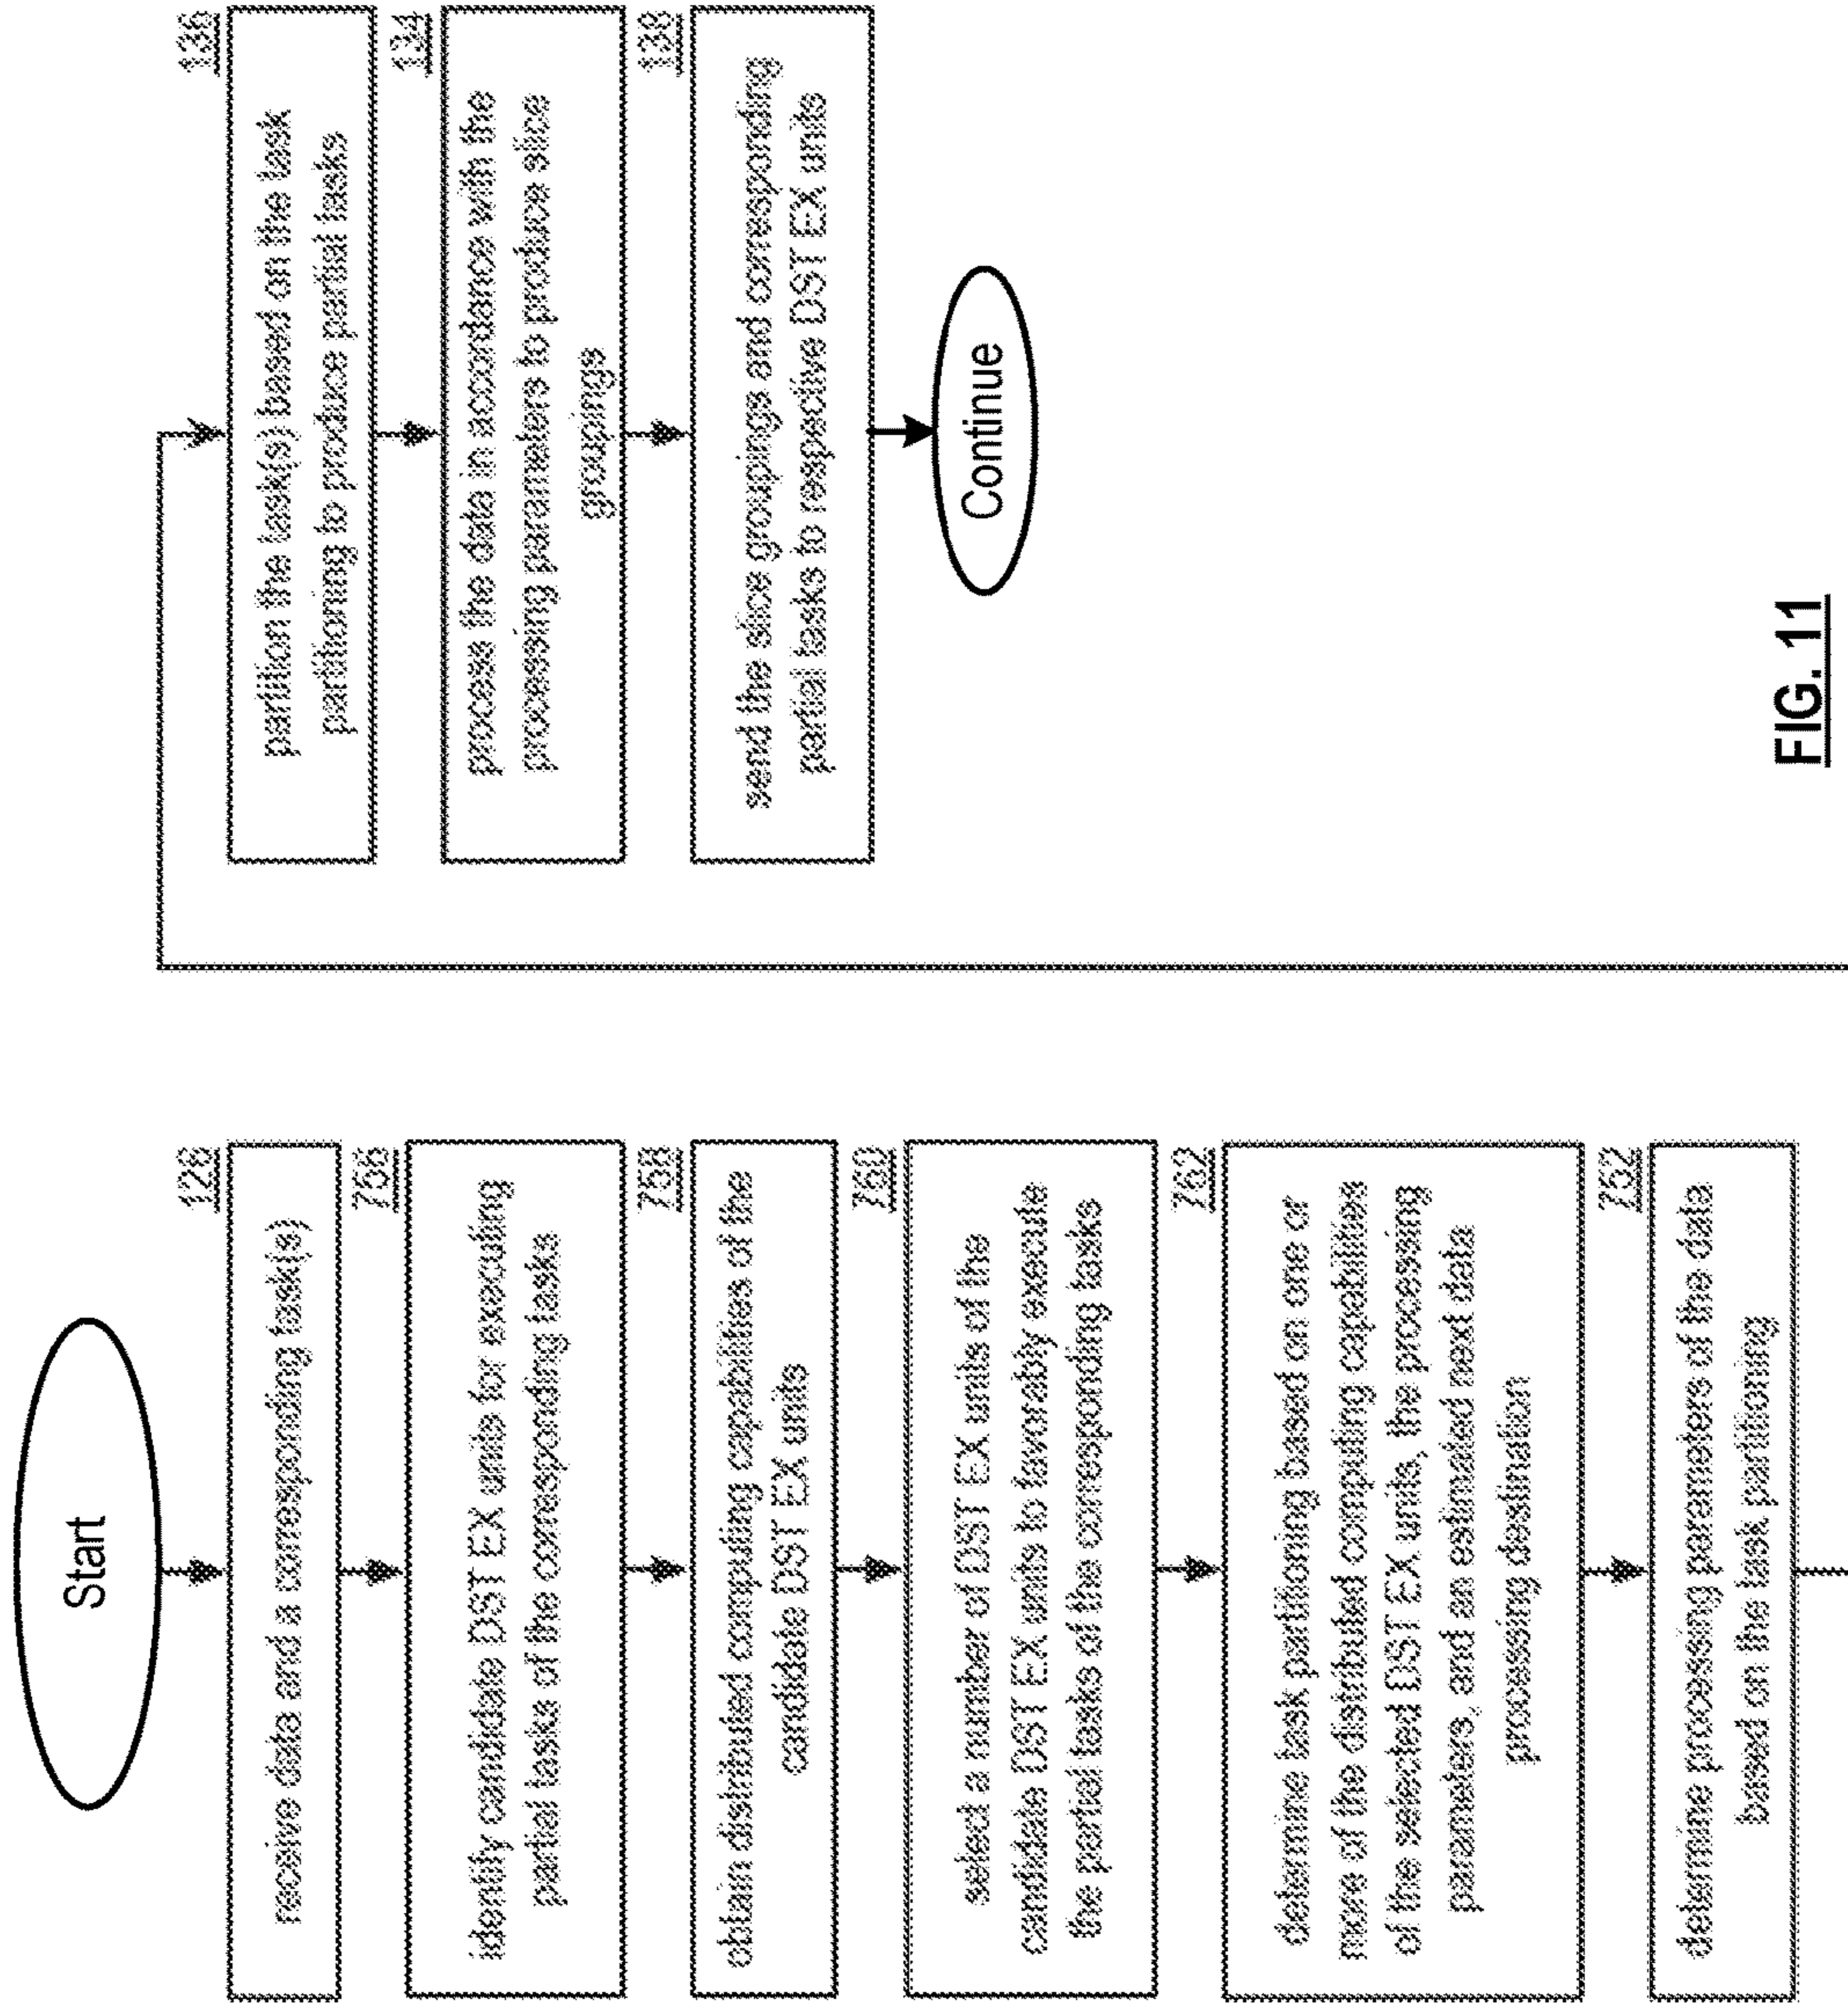 Start
126
receive data and a corresponding task(s)
756
identify candidate DST EX units for executing
partial tasks of the corresponding tasks
758
obtain distributed computing capabilities of the
candidate DST EX units
760
select a number of DST EX units of the
candidate DST EX units to favorably execute
the partial tasks of the corresponding tasks
762
determine task partitioning based on one or
more of the distributed computing capabilities
of the selected DST EX units, the processing
parameters, and an estimated next data
processing destination
752
determine processing parameters of the data
based on the task partitioning
136
partition the task(s) based on the task
partitioning to produce partial tasks
134
process the data in accordance with the
processing parameters to produce slice
groupings
138
send the slice groupings and corresponding
partial tasks to respective DST EX units
Continue
FIG. 11